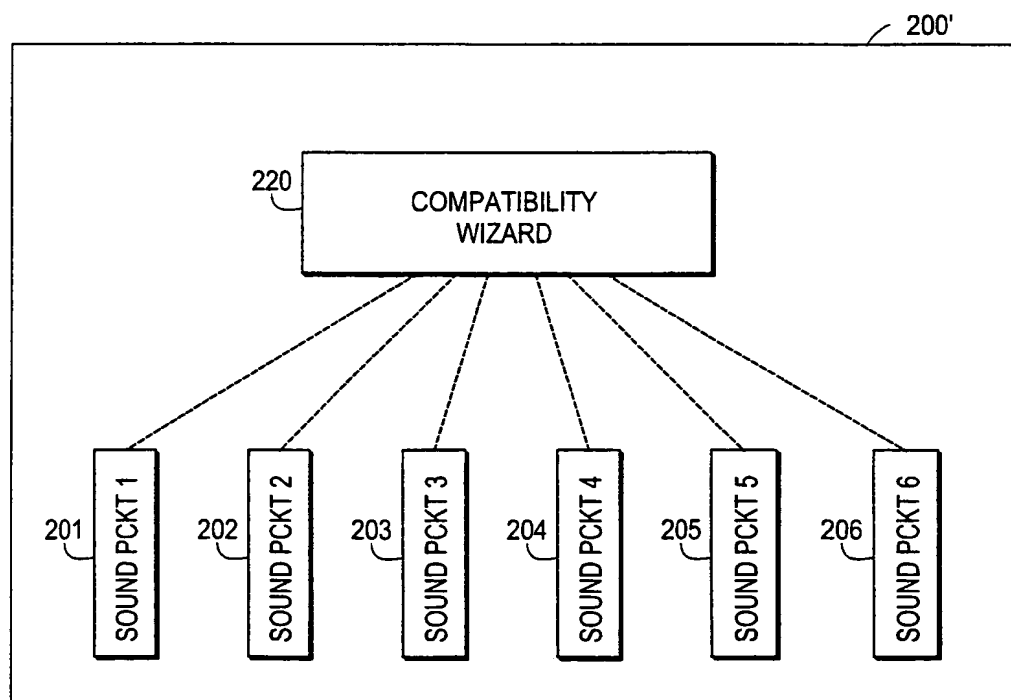 200'
220
COMPATIBILITY
WIZARD
201
SOUND PCKT 1
202
SOUND PCKT 2
203
SOUND PCKT 3
204
SOUND PCKT 4
205
SOUND PCKT 5
206
SOUND PCKT 6